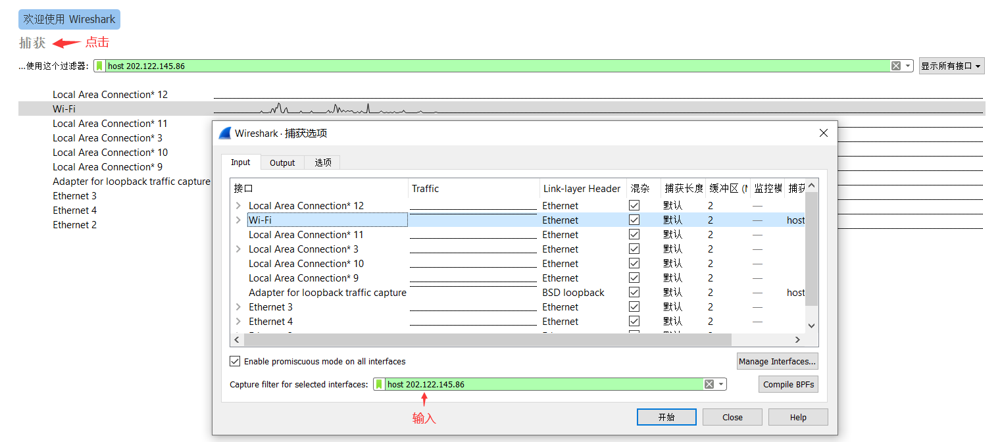 欢迎使用 Wireshark
捕获 点击
...使用这个过滤器: host 202.122.145.86 显示所有接口
Local Area Connection* 12
Wi-Fi
Local Area Connection* 11
Local Area Connection* 3
Local Area Connection* 10
Local Area Connection* 9
Adapter for loopback traffic capture
Ethernet 3
Ethernet 4
Ethernet 2
Wireshark · 捕获选项
Input Output 选项
接口 Traffic Link-layer Header 混杂 捕获长度 缓冲区 ( 监控模 捕获
Local Area Connection* 12 Ethernet 默认 2 —
Wi-Fi Ethernet 默认 2 — host
Local Area Connection* 11 Ethernet 默认 2 —
Local Area Connection* 3 Ethernet 默认 2 —
Local Area Connection* 10 Ethernet 默认 2 —
Local Area Connection* 9 Ethernet 默认 2 —
Adapter for loopback traffic capture BSD loopback 默认 2 — host
Ethernet 3 Ethernet 默认 2 —
Ethernet 4 Ethernet 默认 2 —
Enable promiscuous mode on all interfaces Manage Interfaces...
Capture filter for selected interfaces: host 202.122.145.86 Compile BPFs
输入
开始 Close Help